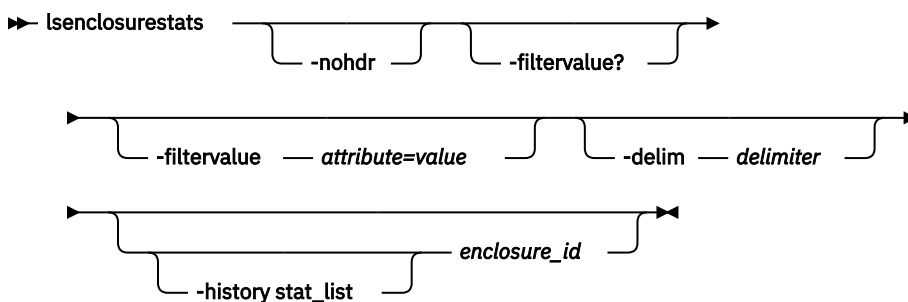 lsenclosurestats
-nohdr -filtervalue?
-filtervalue attribute=value -delim delimiter
enclosure_id
-history stat_list